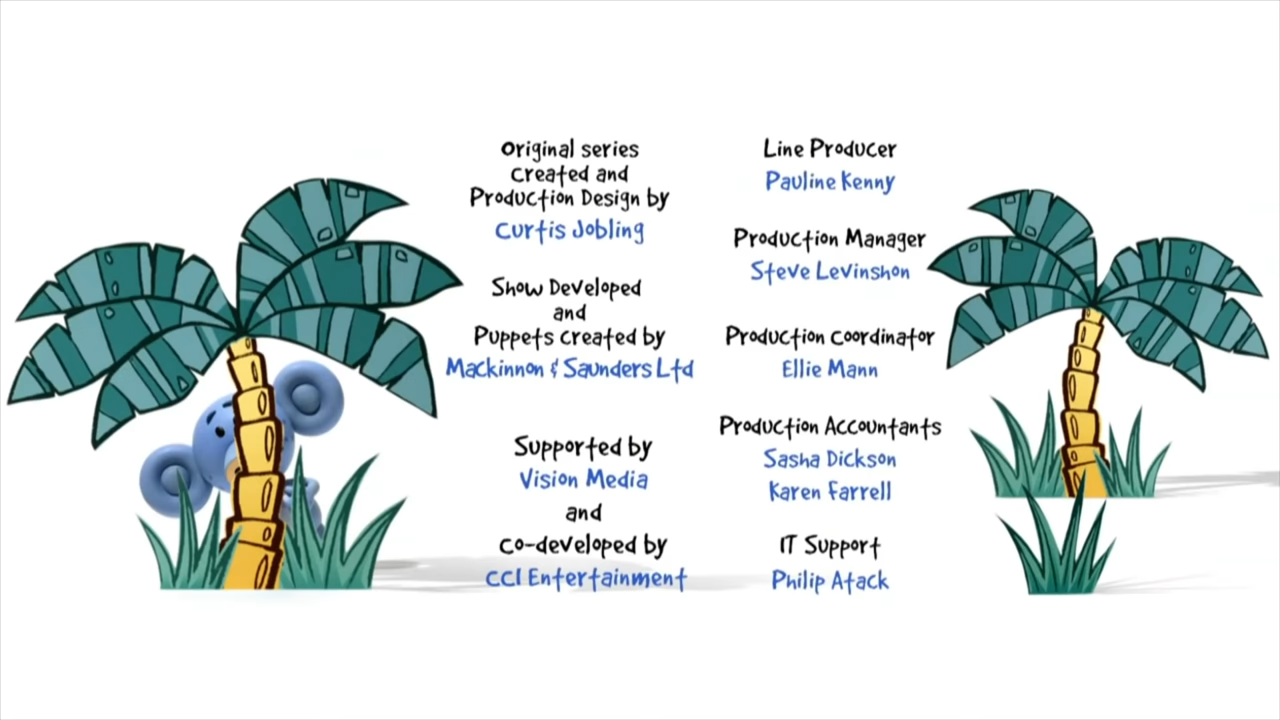 Original series
created and
Production Design by
Curtis Jobling
Show Developed
and
Puppets created by
Mackinnon & Saunders Ltd
Supported by
Vision Media
and
Co-developed by
CCI Entertainment
Line Producer
Pauline Kenny
Production Manager
Steve Levinshon
Production Coordinator
Ellie Mann
Production Accountants
Sasha Dickson
Karen Farrell
IT Support
Philip Atack